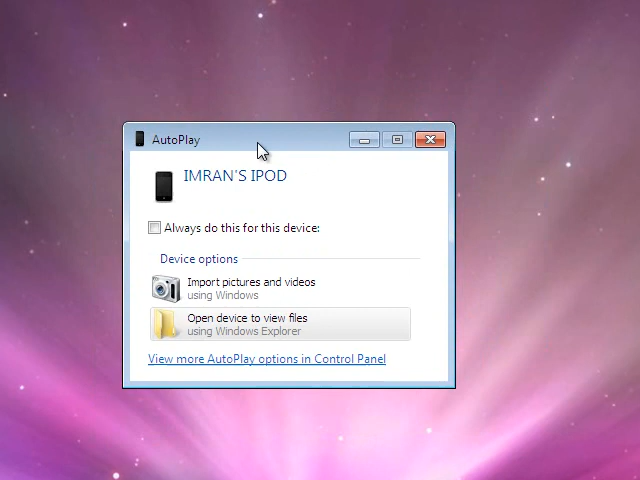 AutoPlay
IMRAN'S IPOD
Always do this for this device:
Device options
Import pictures and videos
using Windows
Open device to view files
using Windows Explorer
View more AutoPlay options in Control Panel